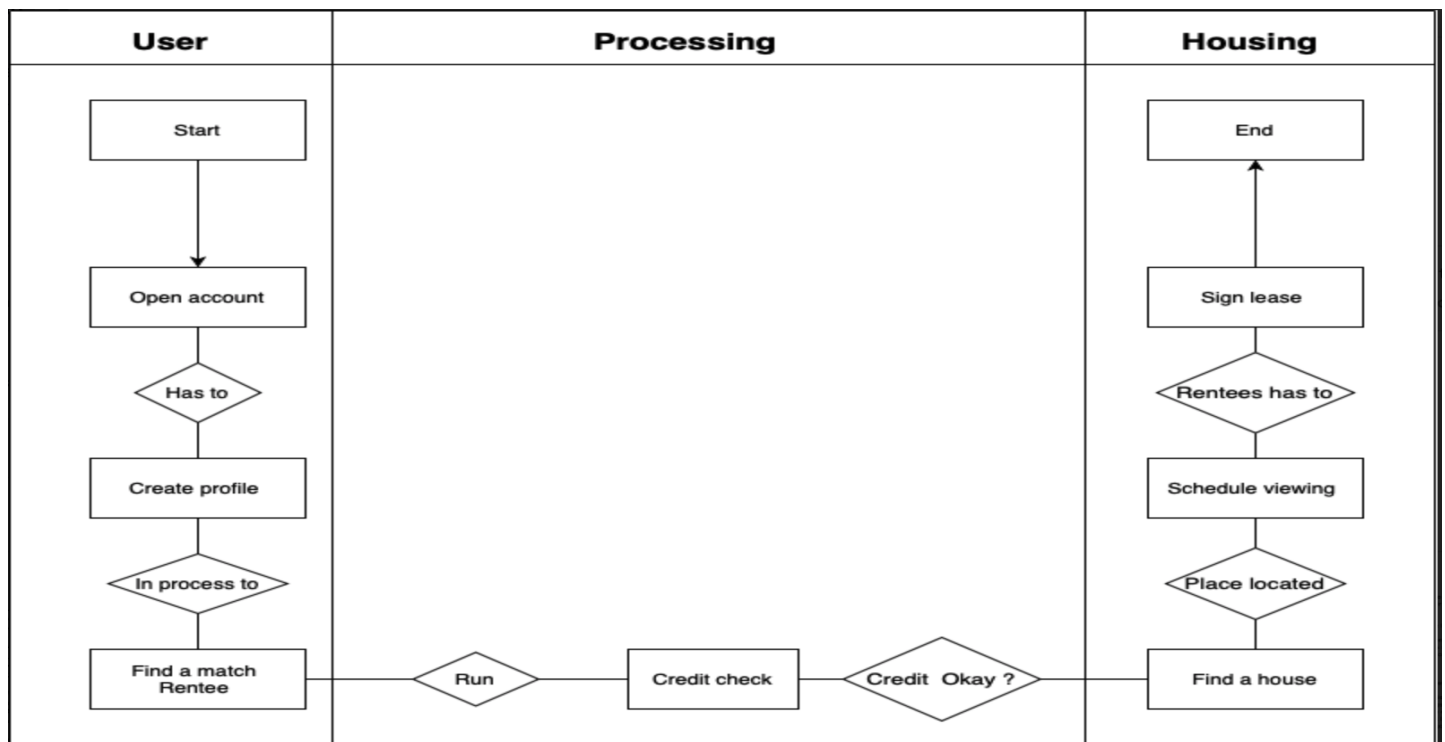 User
Processing
Housing
Start
Open account
Has to
Create profile
In process to
Find a match
Rentee
Run
Credit check
Credit Okay ?
Find a house
Place located
Schedule viewing
Rentees has to
Sign lease
End